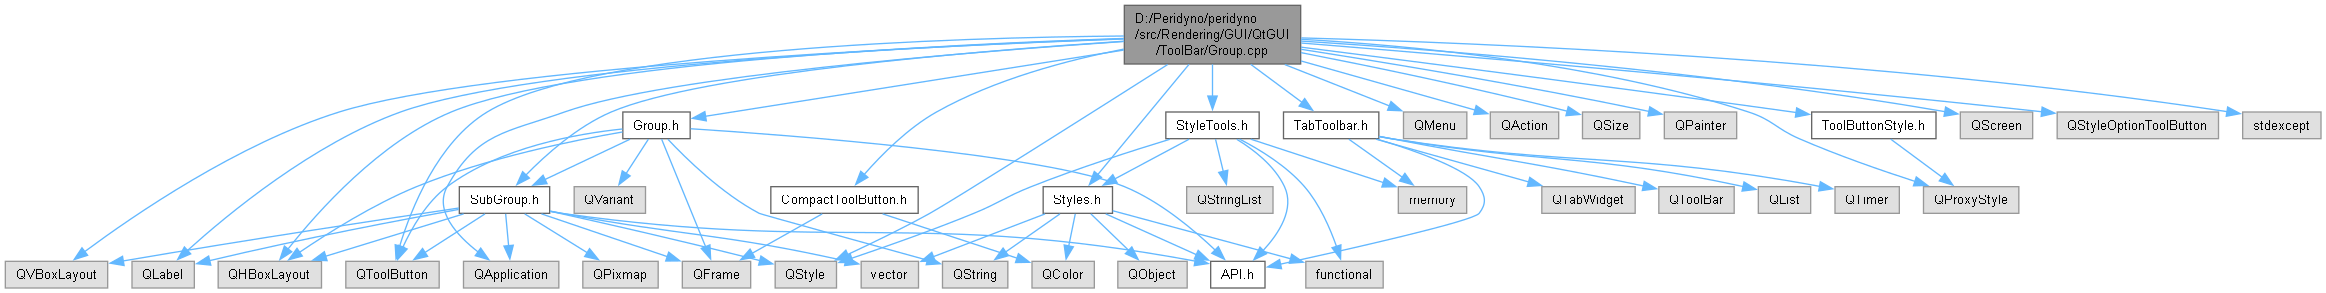 D:/Peridyno/peridyno
/src/Rendering/GUI/QtGUI
/ToolBar/Group.cpp
Group.h
StyleTools.h
TabToolbar.h
QMenu
QAction
QSize
QPainter
ToolButtonStyle.h
QScreen
QStyleOptionToolButton
stdexcept
SubGroup.h
QVariant
CompactToolButton.h
Styles.h
QStringList
memory
QTabWidget
QToolBar
QList
QTimer
QProxyStyle
QVBoxLayout
QLabel
QHBoxLayout
QToolButton
QApplication
QPixmap
QFrame
QStyle
vector
QString
QColor
QObject
API.h
functional